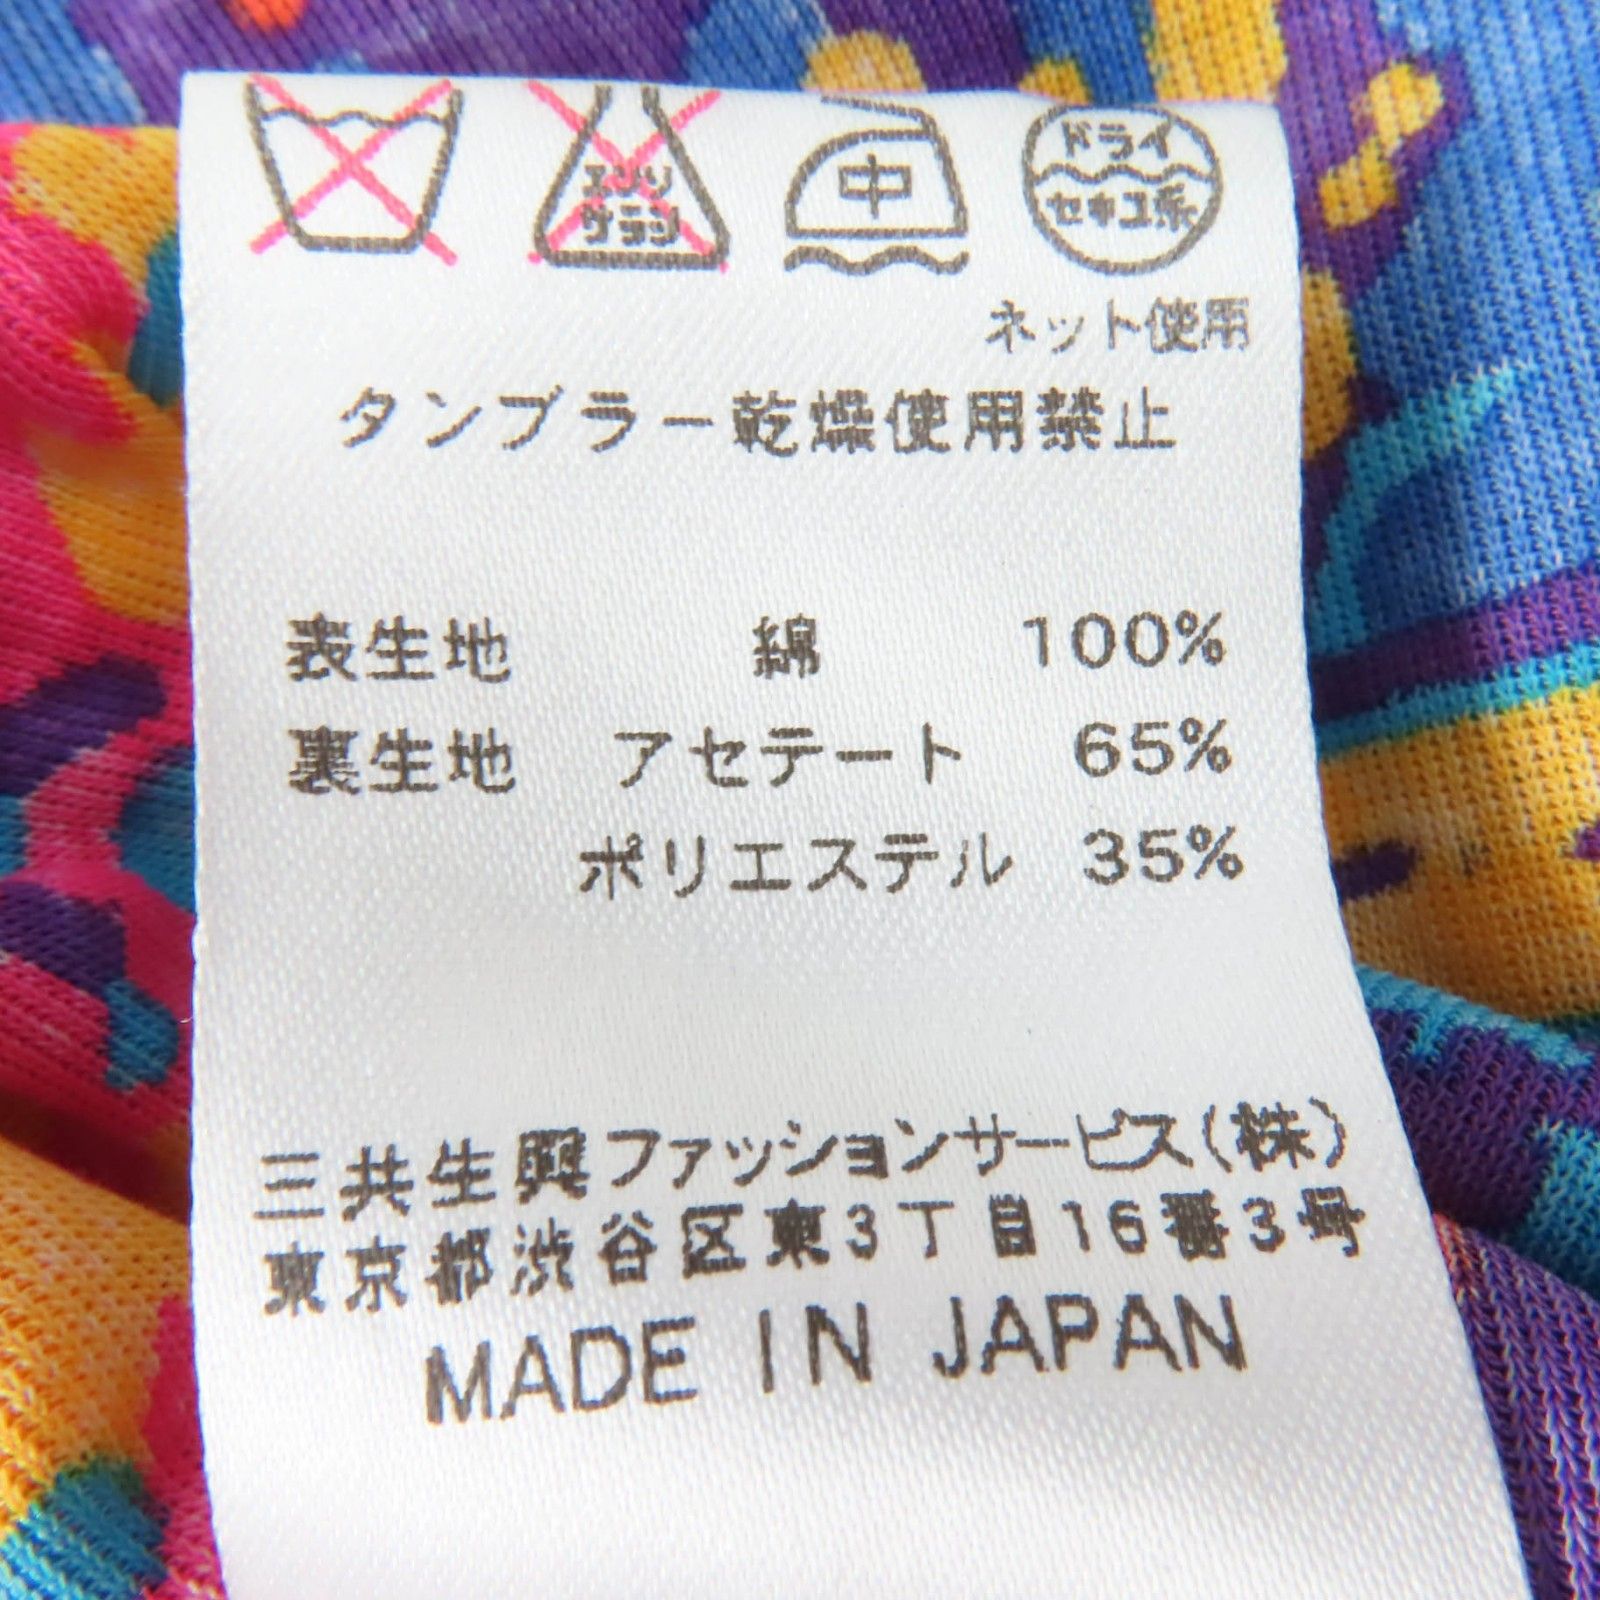 エンソ サラシ
中
ドライ
セキユ系
ネット使用
タンブラー乾燥使用禁止
表生地 綿 100%
裏生地 アセテート 65%
ポリエステル 35%
三共生興ファッションサービス(株)
東京都渋谷区東3丁目16番3号
MADE IN JAPAN